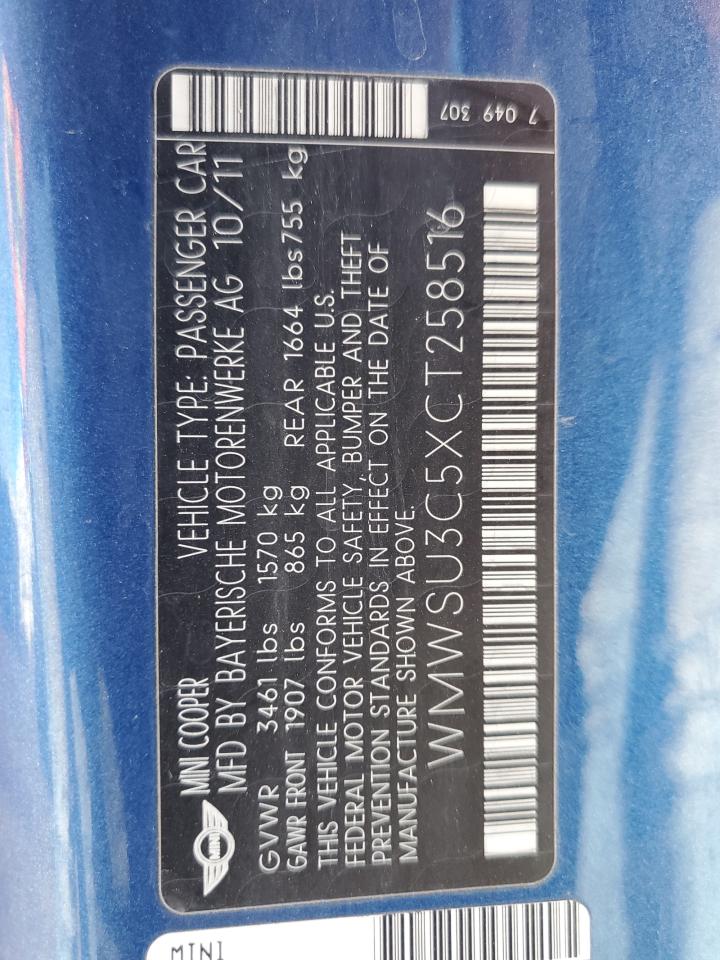 MINI
MINI COOPER VEHICLE TYPE: PASSENGER CAR
MFD BY BAYERISCHE MOTORENWERKE AG 10/11
GVWR 3461 lbs 1570 kg
GAWR FRONT 1907 lbs 865 kg REAR 1664 lbs 755 kg
THIS VEHICLE CONFORMS TO ALL APPLICABLE U.S.
FEDERAL MOTOR VEHICLE SAFETY, BUMPER AND THEFT
PREVENTION STANDARDS IN EFFECT ON THE DATE OF
MANUFACTURE SHOWN ABOVE.
WMWSU3C5XCT258516
7 049 307
MINI